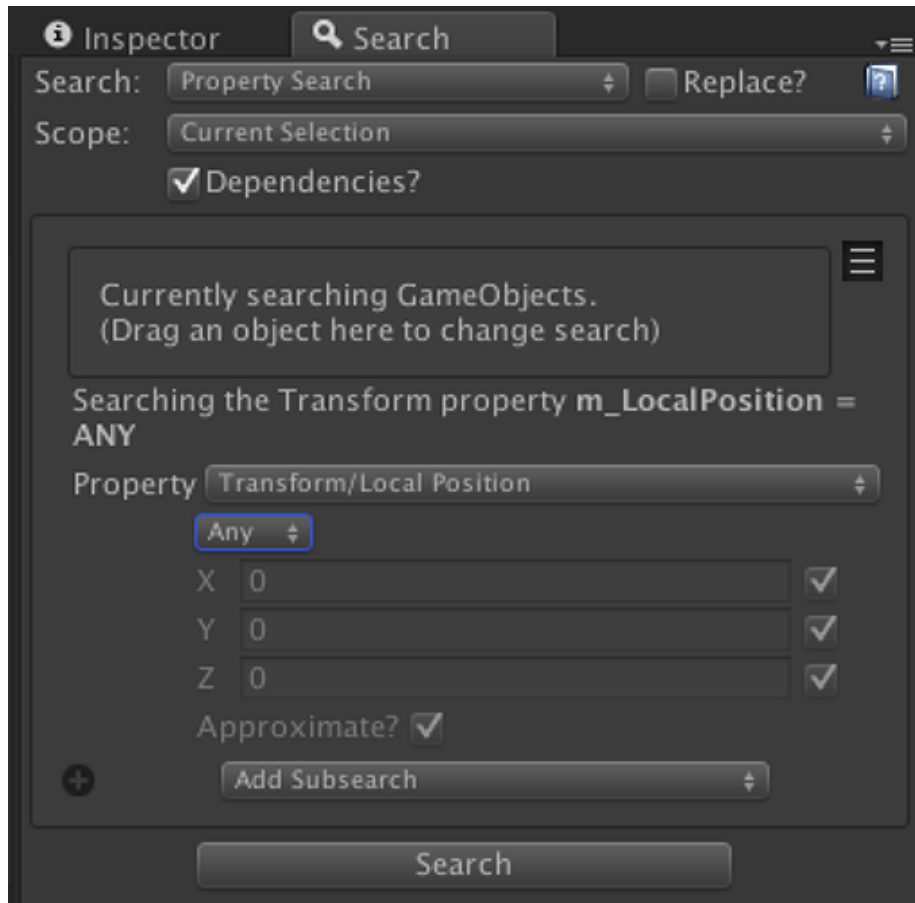 Inspector
Search
Search: Property Search Replace?
Scope: Current Selection
Dependencies?
Currently searching GameObjects.
(Drag an object here to change search)
Searching the Transform property m_LocalPosition =
ANY
Property Transform/Local Position
Any
X 0
Y 0
Z 0
Approximate?
Add Subsearch
Search